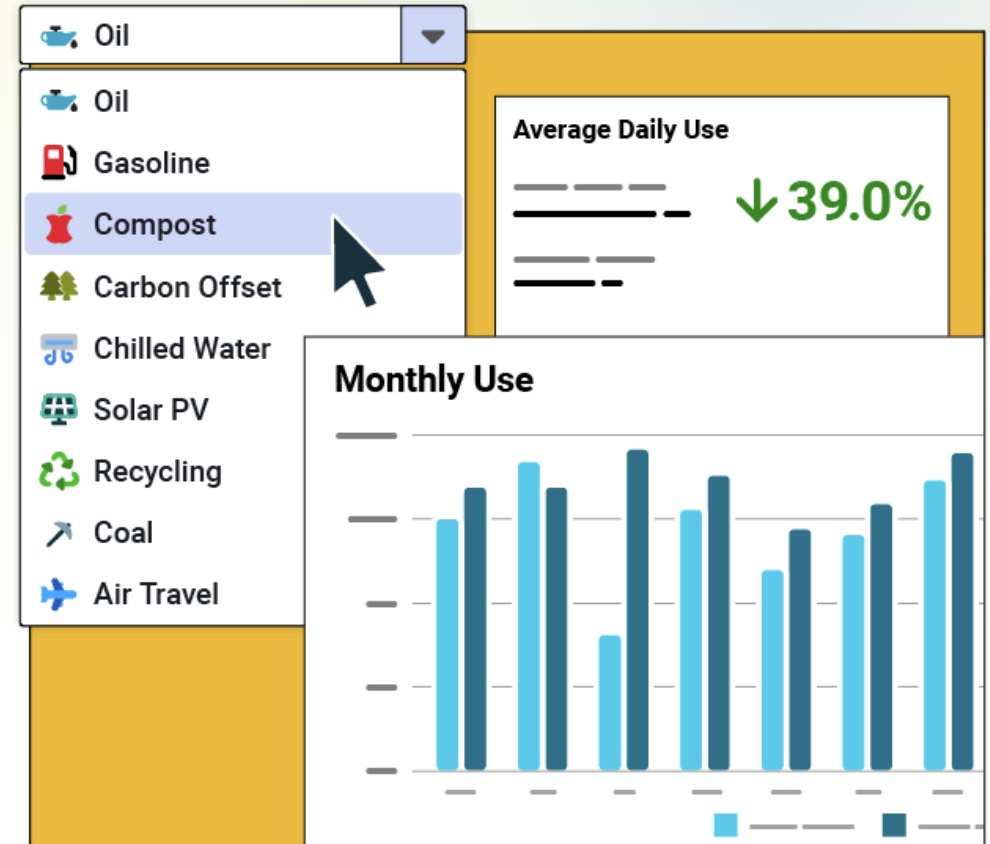 Oil
Oil
Gasoline
Compost
Carbon Offset
Chilled Water
Solar PV
Recycling
Coal
Air Travel
Average Daily Use
39.0%
Monthly Use